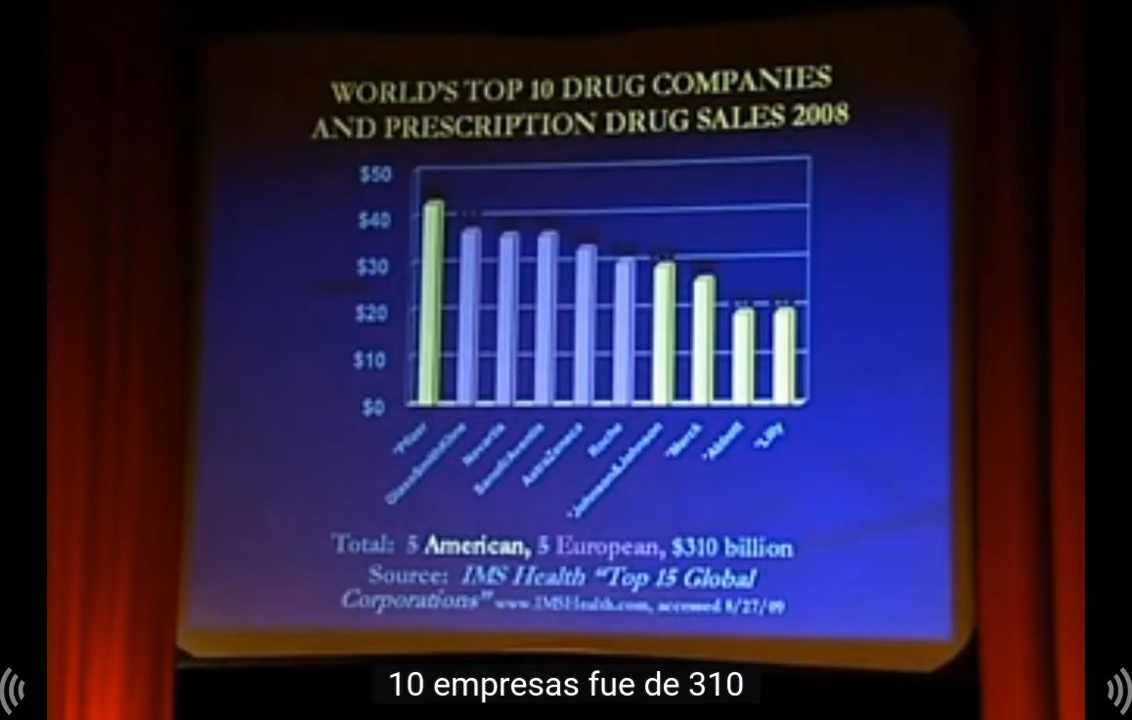 WORLD'S TOP 10 DRUG COMPANIES
AND PRESCRIPTION DRUG SALES 2008
$50
$40
$30
$20
$10
$0
*Pfizer
GlaxoSmithKline
Novartis
Sanofi-Aventis
AstraZeneca
Roche
*Johnson&Johnson
*Merck
*Abbott
*Lilly
Total: 5 American, 5 European, $310 billion
Source: IMS Health “Top 15 Global
Corporations” www.IMSHealth.com, accessed 8/27/09
10 empresas fue de 310